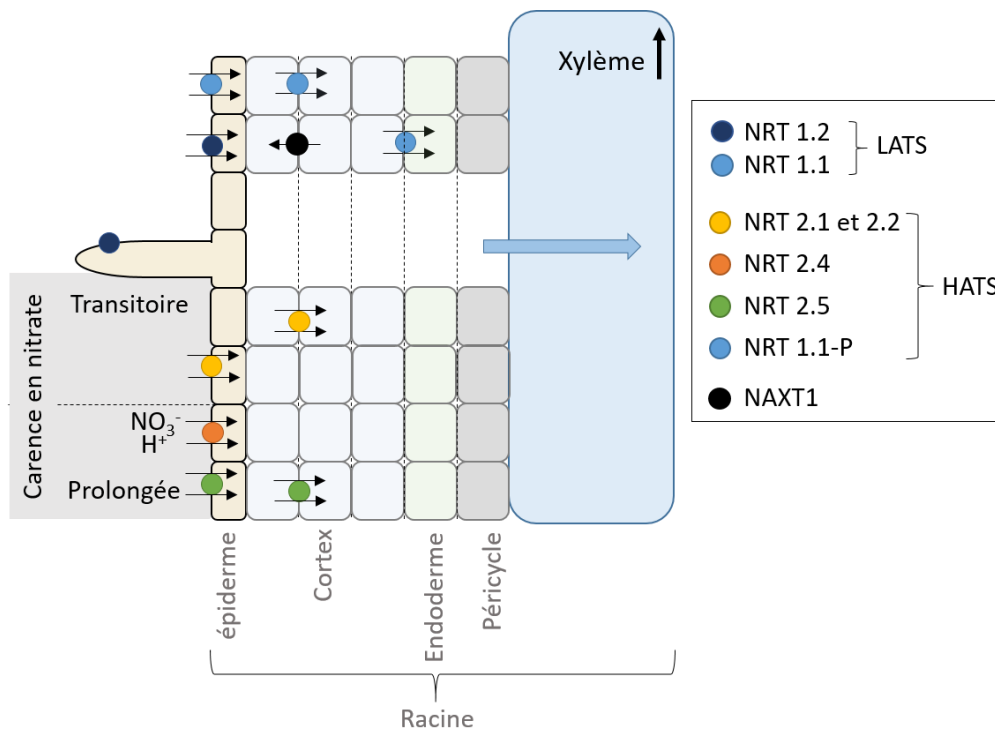 Xylème
NRT 1.2
NRT 1.1
LATS
NRT 2.1 et 2.2
NRT 2.4
NRT 2.5
NRT 1.1-P
HATS
NAXT1
Carence en nitrate
Transitoire
NO₃⁻
H⁺
Prolongée
épiderme
Cortex
Endoderme
Péricycle
Racine